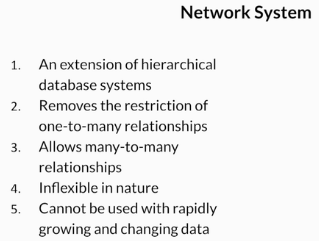 Network System
1. An extension of hierarchical
database systems
2. Removes the restriction of
one-to-many relationships
3. Allows many-to-many
relationships
4. Inflexible in nature
5. Cannot be used with rapidly
growing and changing data